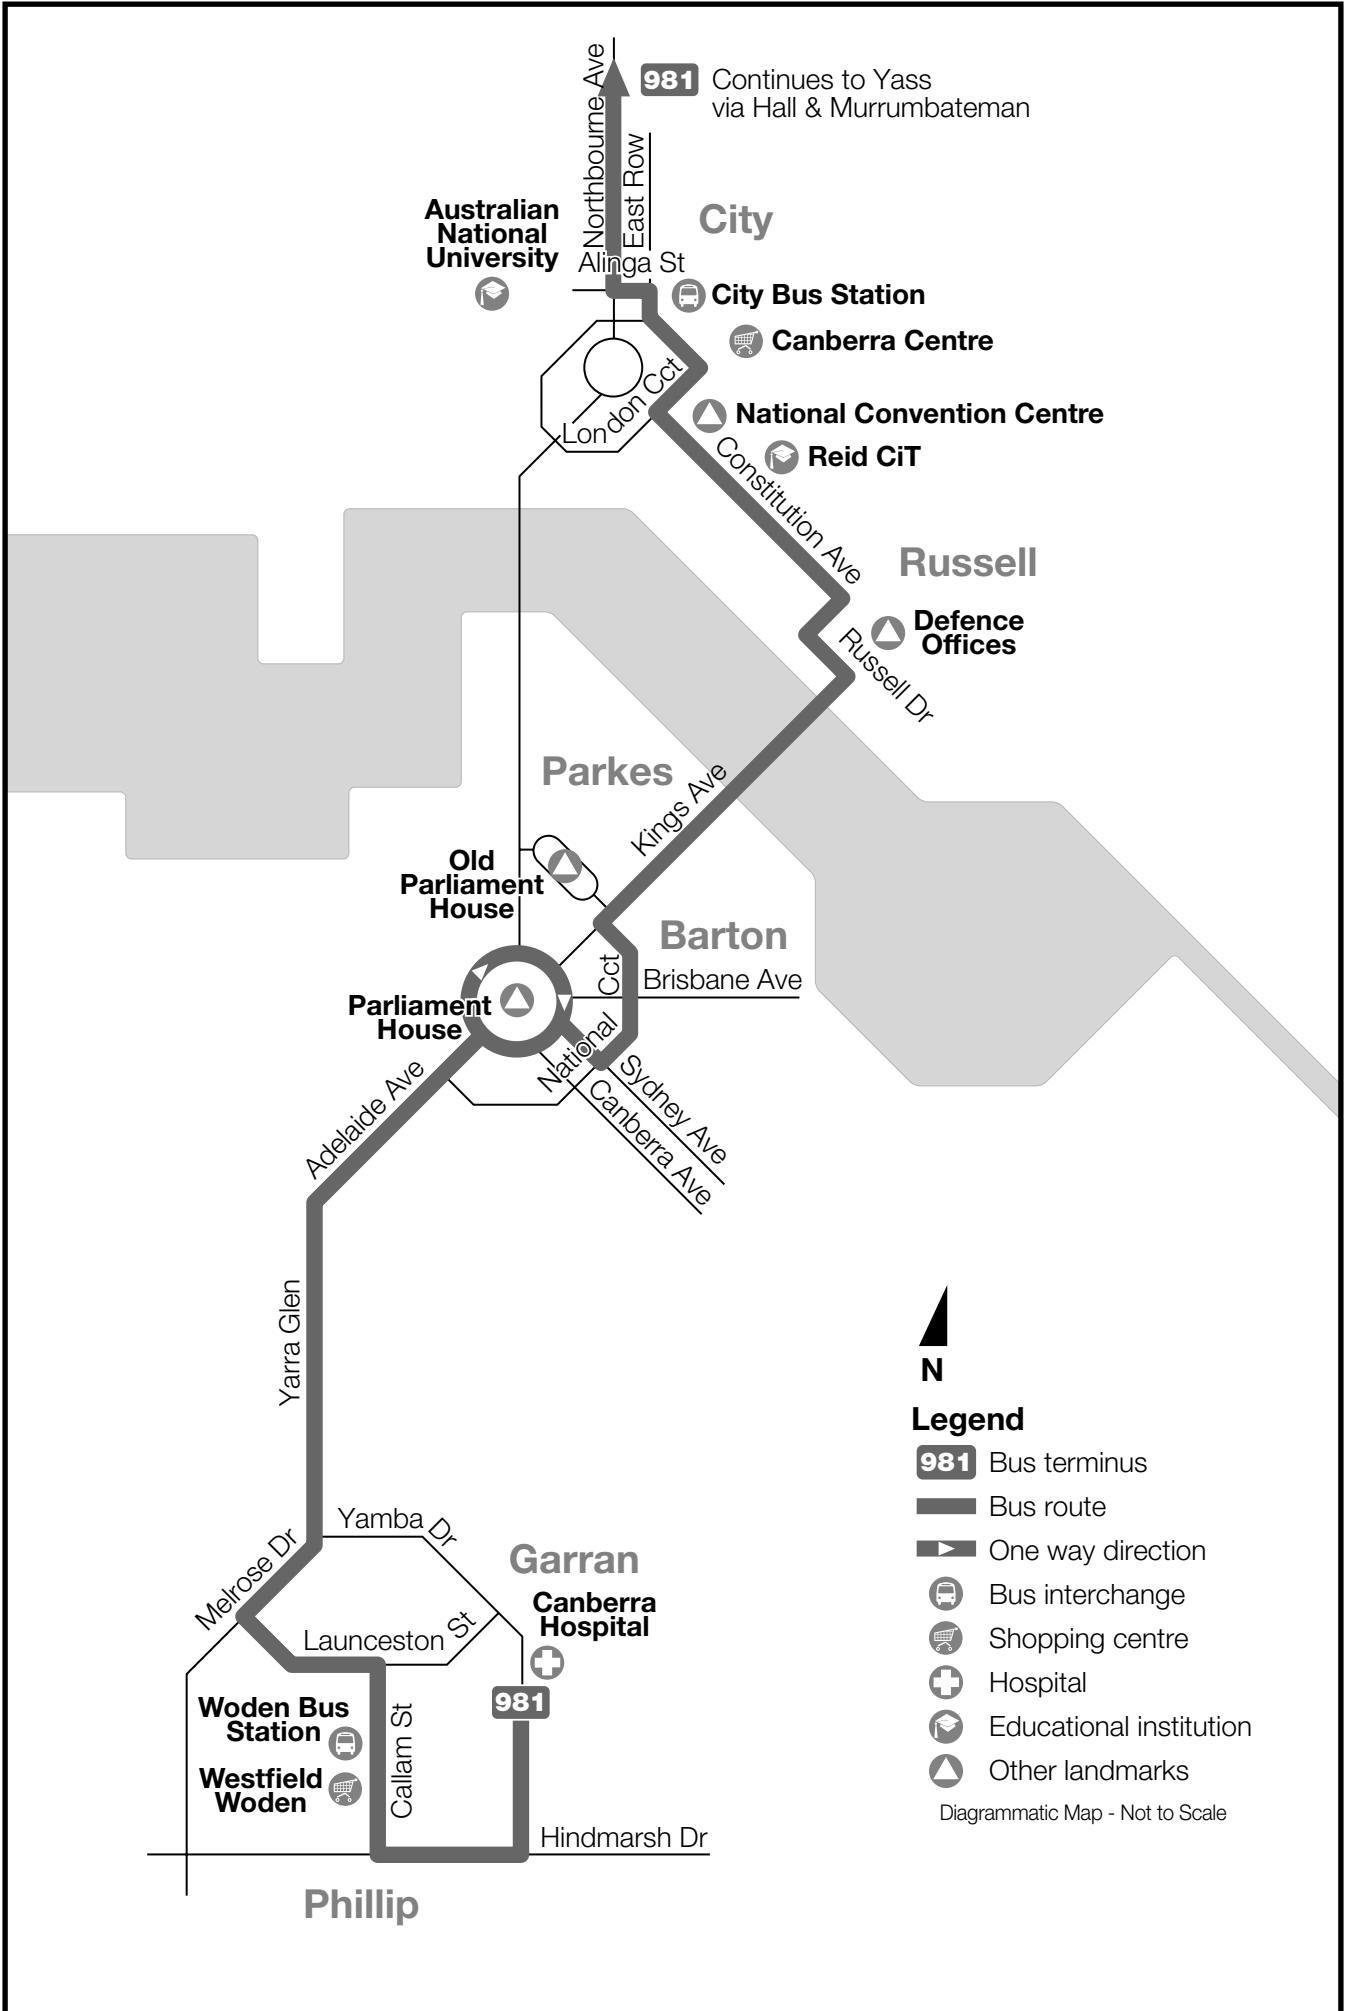 Northbourne Ave
981
Continues to Yass
via Hall & Murrumbateman
East Row
City
Australian
National
University
Alinga St
City Bus Station
Canberra Centre
London Cct
National Convention Centre
Reid CiT
Constitution Ave
Russell
Defence
Offices
Russell Dr
Parkes
Kings Ave
Old
Parliament
House
Barton
Brisbane Ave
National Cct
Parliament
House
Sydney Ave
Canberra Ave
Adelaide Ave
Yarra Glen
Melrose Dr
Yamba Dr
Garran
Canberra
Hospital
Launceston St
981
Woden Bus
Station
Callam St
Westfield
Woden
Hindmarsh Dr
Phillip
N
Legend
981 Bus terminus
Bus route
One way direction
Bus interchange
Shopping centre
Hospital
Educational institution
Other landmarks
Diagrammatic Map - Not to Scale